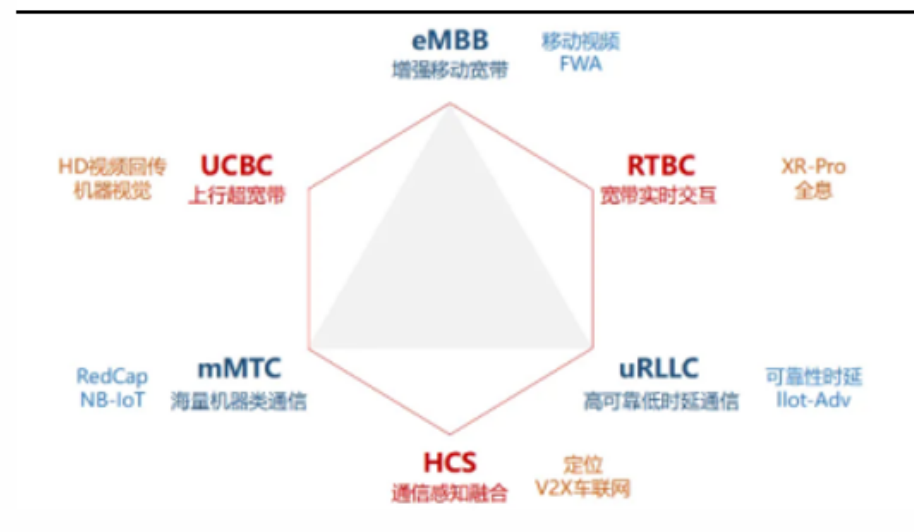 eMBB
增强移动宽带
移动视频
FWA
HD视频回传
机器视觉
UCBC
上行超宽带
RTBC
宽带实时交互
XR-Pro
全息
RedCap
NB-IoT
mMTC
海量机器类通信
uRLLC
高可靠低时延通信
可靠性时延
IIot-Adv
HCS
通信感知融合
定位
V2X车联网